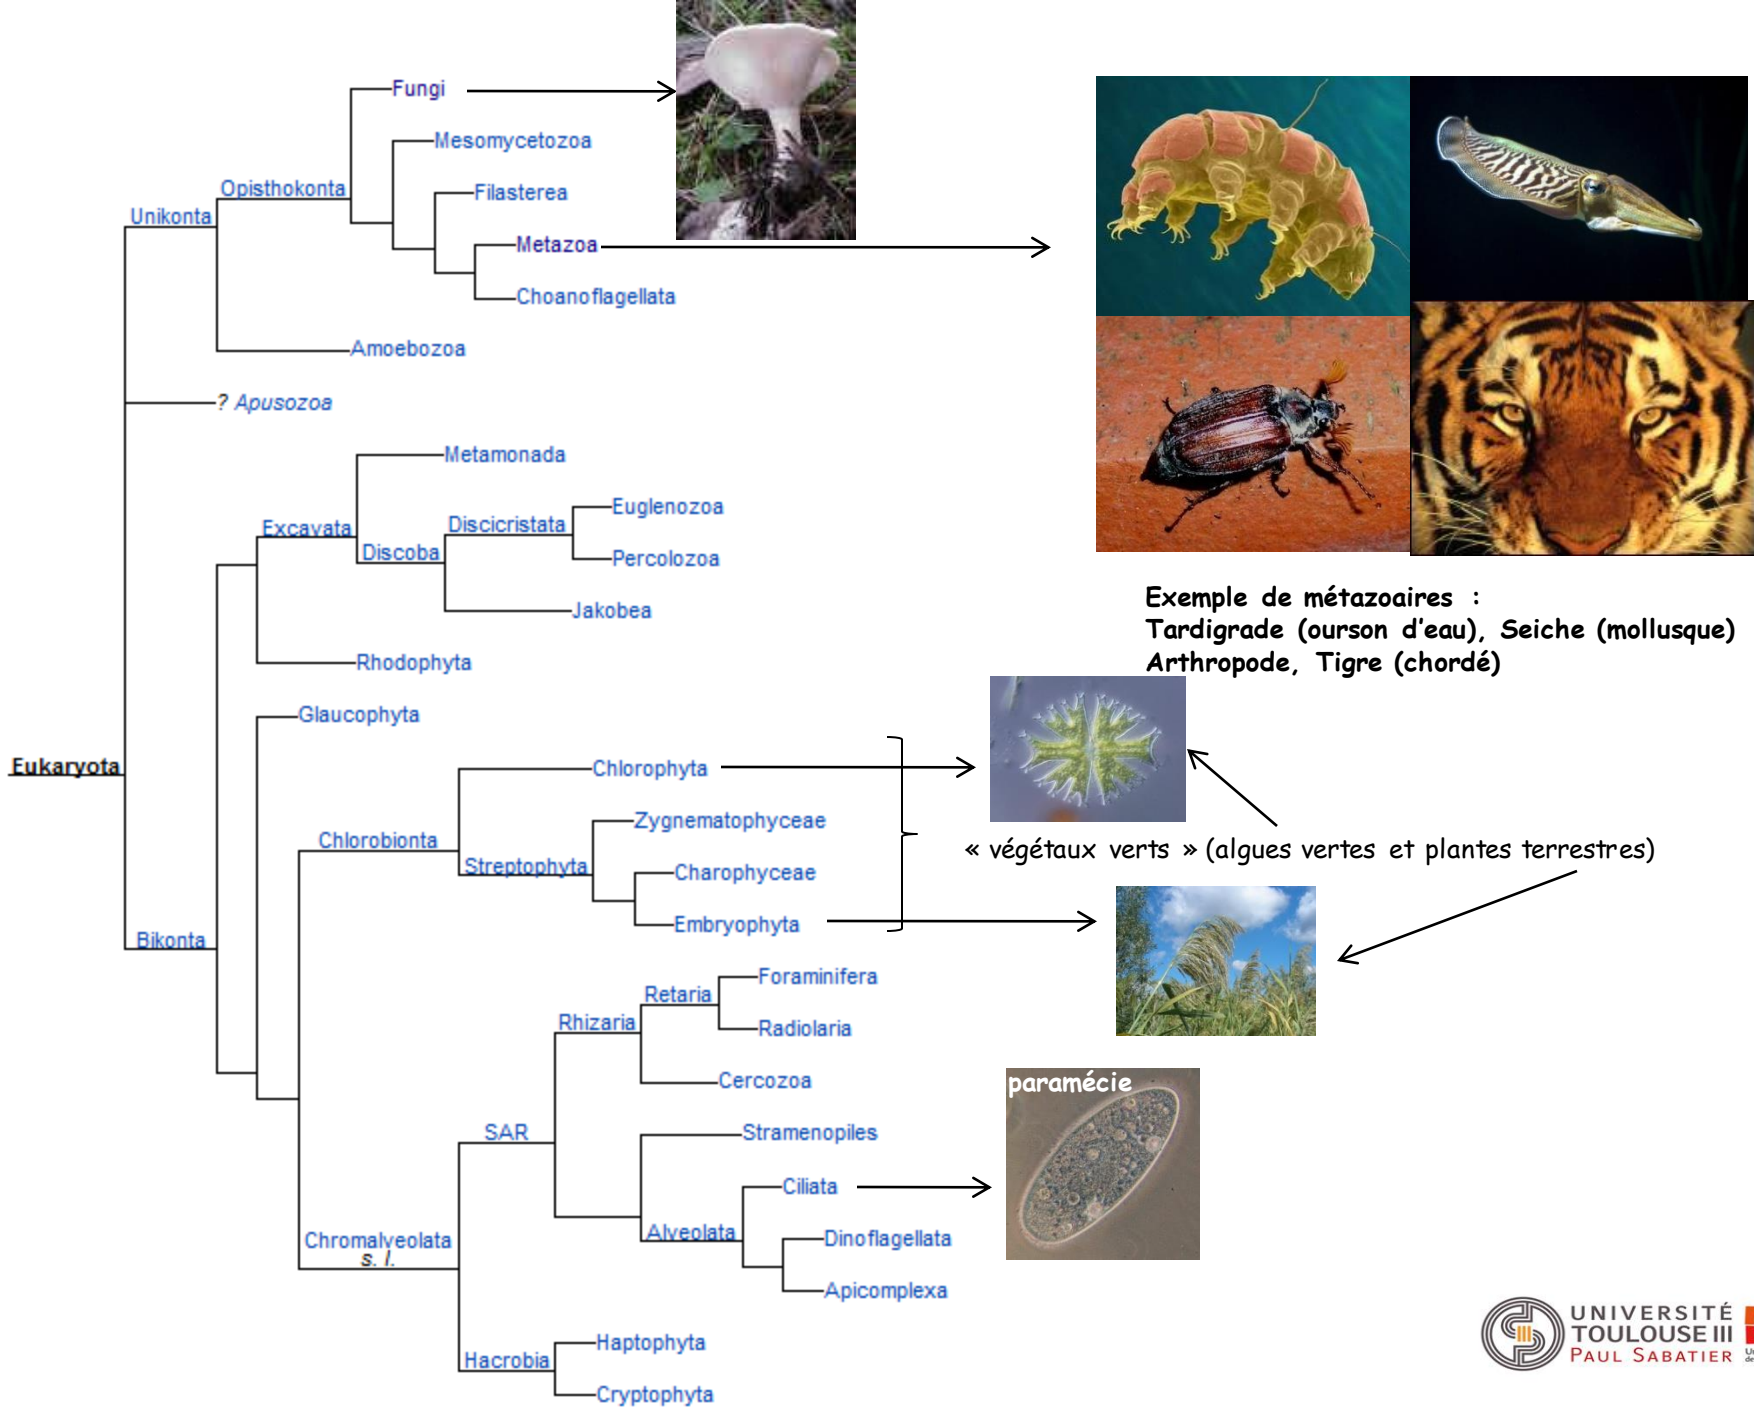 Fungi
Mesomycetozoa
Opisthokonta
Filasterea
Unikonta
Metazoa
Choanoflagellata
Amoebozoa
? Apusozoa
Metamonada
Euglenozoa
Excavata
Discicristata
Discoba
Percolozoa
Jakobea
Exemple de métazoaires :
Tardigrade (ourson d'eau), Seiche (mollusque)
Arthropode, Tigre (chordé)
Rhodophyta
Glaucophyta
Eukaryota
Chlorophyta
Zygnematophyceae
Chlorobionta
« végétaux verts » (algues vertes et plantes terrestres)
Streptophyta
Charophyceae
Embryophyta
Bikonta
Foraminifera
Retaria
Rhizaria
Radiolaria
Cercozoa
paramécie
SAR
Stramenopiles
Ciliata
Alveolata
Dinoflagellata
Chromalveolata
s. l.
Apicomplexa
Haptophyta
Hacrobia
Cryptophyta
UNIVERSITÉ
TOULOUSE III
PAUL SABATIER